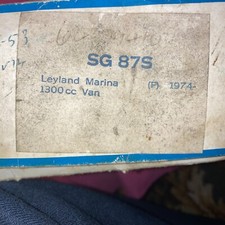 SG 87S
Leyland Marina (P) 1974-
1300cc Van